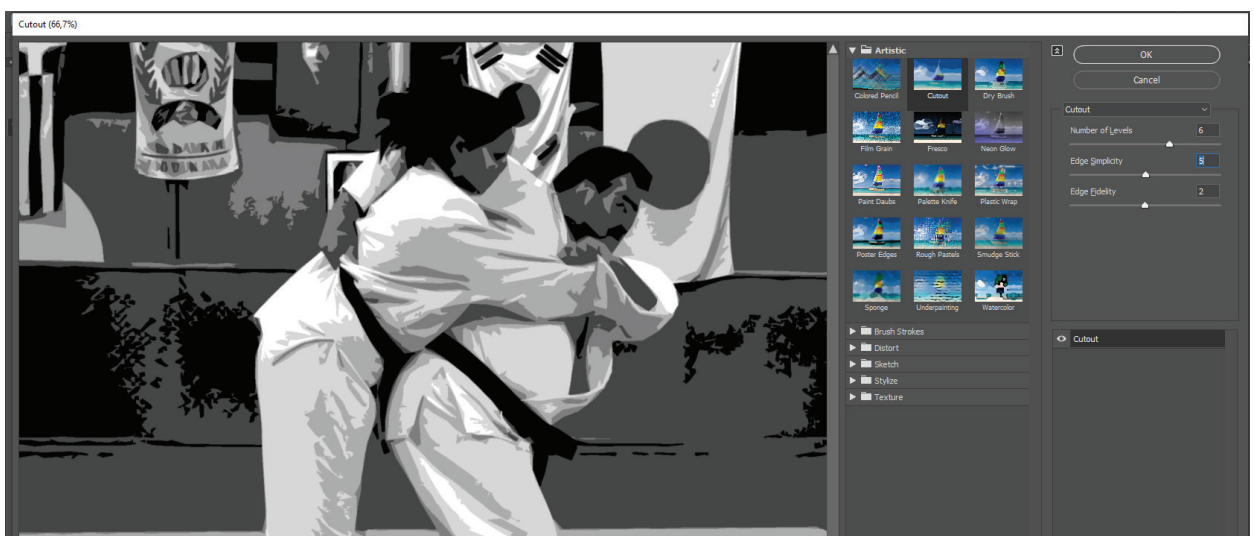 Cutout (66,7%)
Artistic
Colored Pencil
Cutout
Dry Brush
Film Grain
Fresco
Neon Glow
Paint Daubs
Palette Knife
Plastic Wrap
Poster Edges
Rough Pastels
Smudge Stick
Sponge
Underpainting
Watercolor
Brush Strokes
Distort
Sketch
Stylize
Texture
OK
Cancel
Cutout
Number of Levels 6
Edge Simplicity 5
Edge Fidelity 2
Cutout